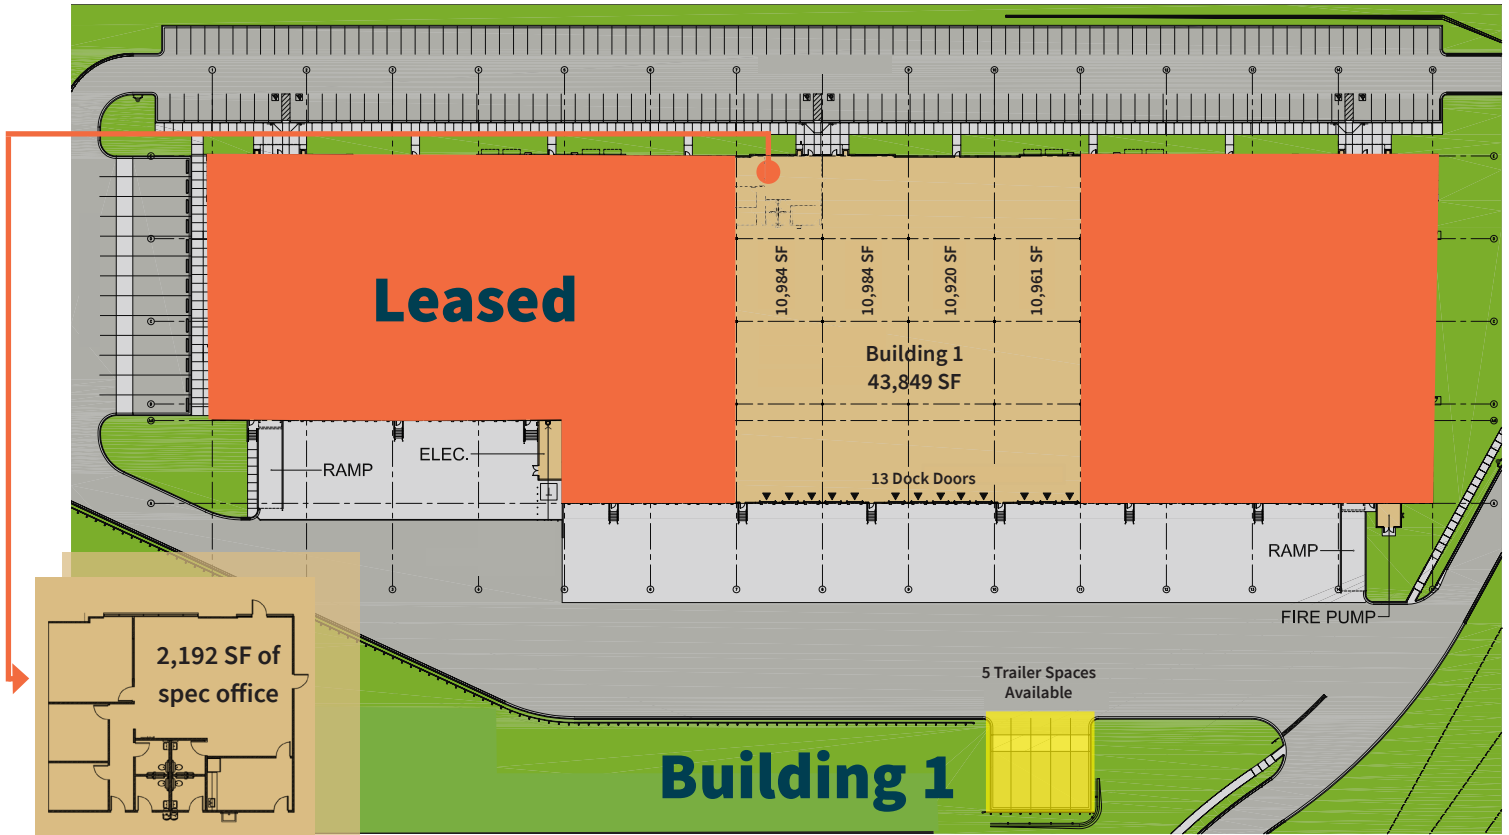 Leased
10,984 SF
10,984 SF
10,920 SF
10,961 SF
Building 1
43,849 SF
13 Dock Doors
RAMP
ELEC.
RAMP
FIRE PUMP
2,192 SF of
spec office
5 Trailer Spaces
Available
Building 1